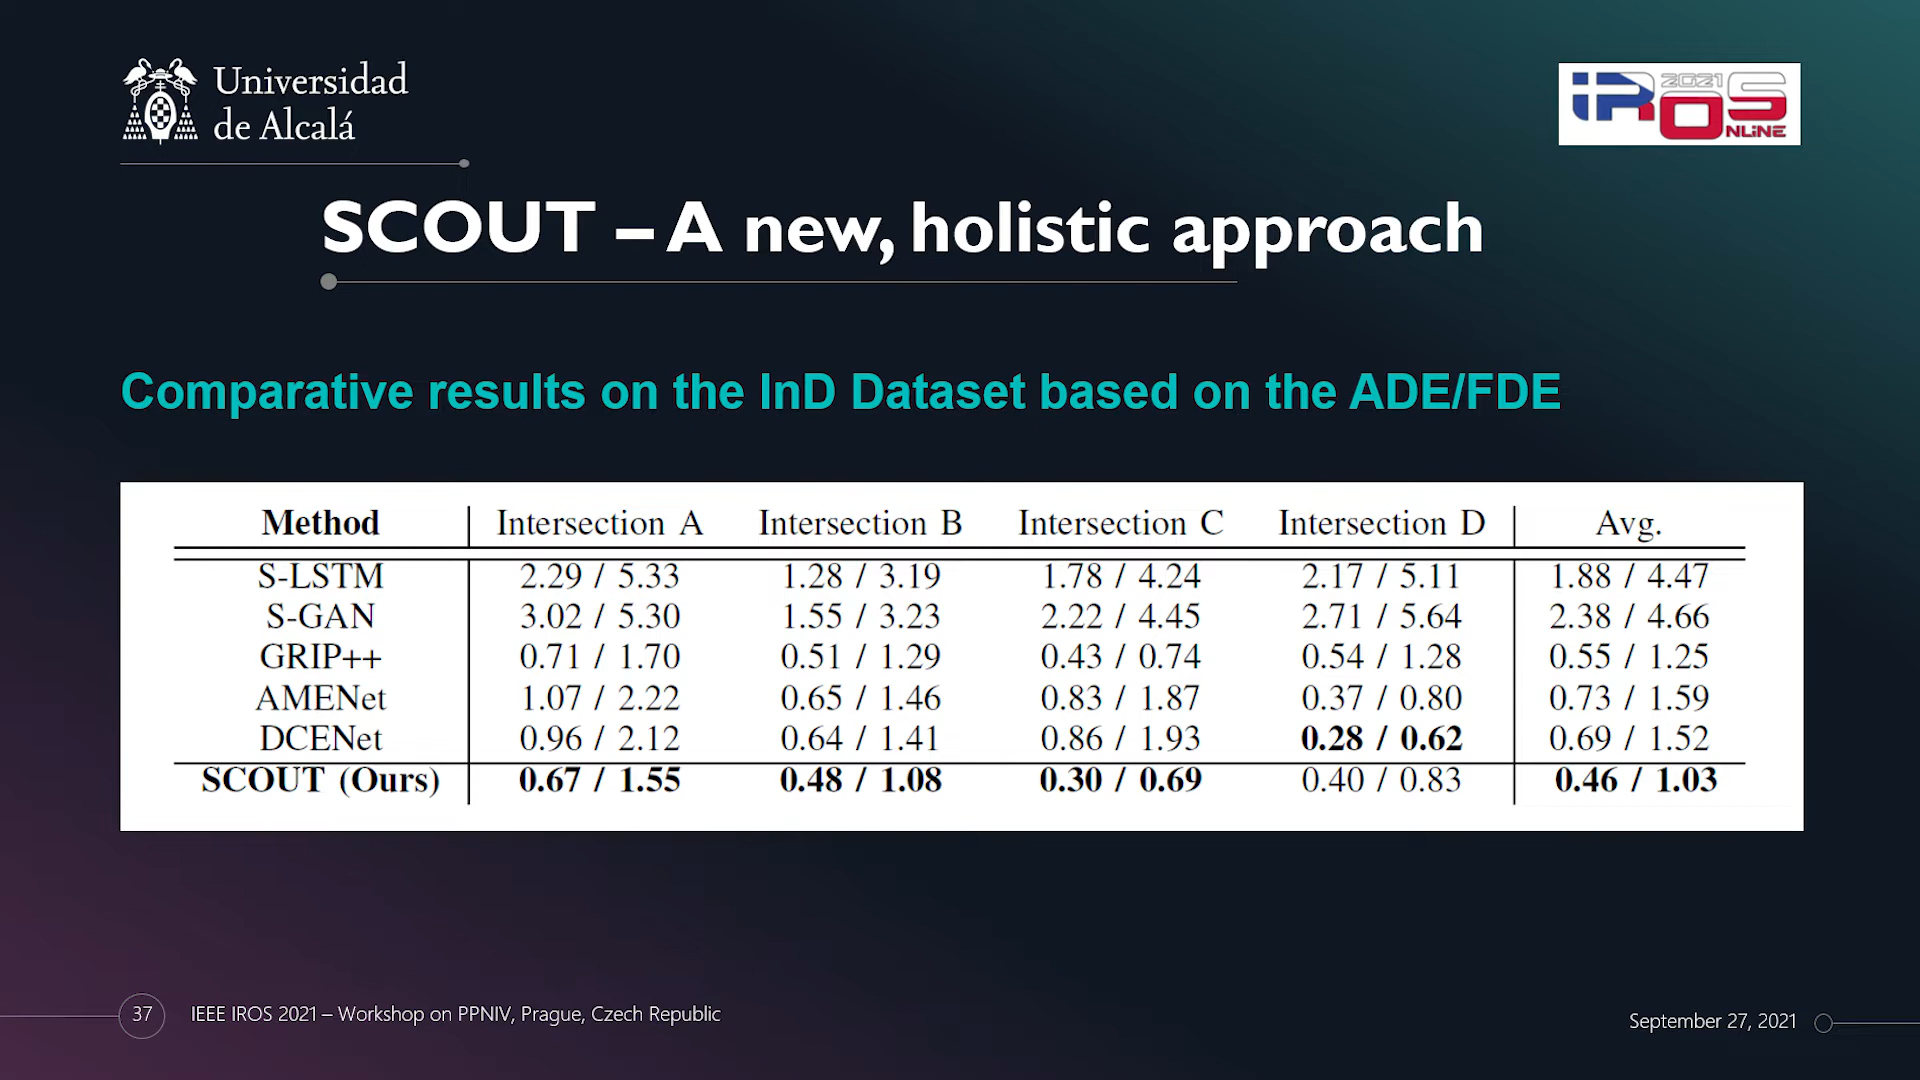 Universidad
de Alcalá
2021
IROS
ONLINE
SCOUT – A new, holistic approach
Comparative results on the InD Dataset based on the ADE/FDE
Method Intersection A Intersection B Intersection C Intersection D Avg.
S-LSTM 2.29 / 5.33 1.28 / 3.19 1.78 / 4.24 2.17 / 5.11 1.88 / 4.47
S-GAN 3.02 / 5.30 1.55 / 3.23 2.22 / 4.45 2.71 / 5.64 2.38 / 4.66
GRIP++ 0.71 / 1.70 0.51 / 1.29 0.43 / 0.74 0.54 / 1.28 0.55 / 1.25
AMENet 1.07 / 2.22 0.65 / 1.46 0.83 / 1.87 0.37 / 0.80 0.73 / 1.59
DCENet 0.96 / 2.12 0.64 / 1.41 0.86 / 1.93 0.28 / 0.62 0.69 / 1.52
SCOUT (Ours) 0.67 / 1.55 0.48 / 1.08 0.30 / 0.69 0.40 / 0.83 0.46 / 1.03
37 IEEE IROS 2021 – Workshop on PPNIV, Prague, Czech Republic
September 27, 2021